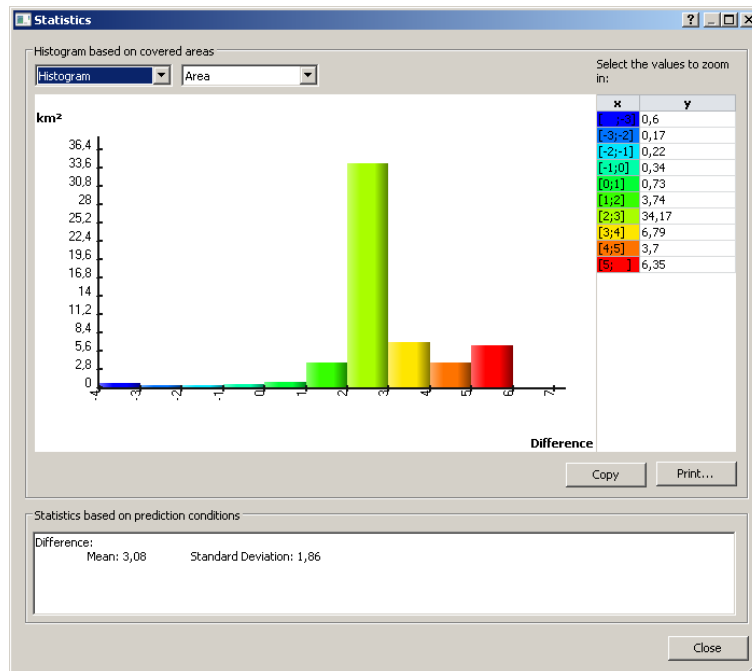 Statistics
Histogram based on covered areas
Histogram Area
Select the values to zoom in:
km²
36,4
33,6
30,8
28
25,2
22,4
19,6
16,8
14
11,2
8,4
5,6
2,8
0
-4 -3 -2 -1 0 1 2 3 4 5 6 7
Difference
x y
[ ;-3] 0,6
[-3;-2] 0,17
[-2;-1] 0,22
[-1;0] 0,34
[0;1] 0,73
[1;2] 3,74
[2;3] 34,17
[3;4] 6,79
[4;5] 3,7
[5; ] 6,35
Copy Print...
Statistics based on prediction conditions
Difference:
Mean: 3,08 Standard Deviation: 1,86
Close